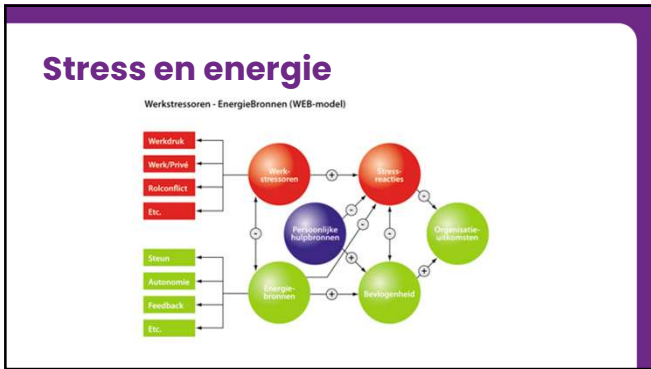 Stress en energie
Werkstressoren - EnergieBronnen (WEB-model)
Werkdruk
Werk/Privé
Rolconflict
Etc.
Werk-
stressoren
+
Stress-
reacties
-
-
-
Persoonlijke
hulpbronnen
-
-
+
Organisatie-
uitkomsten
+
Steun
Autonomie
Feedback
Etc.
Energie-
bronnen
+
Bevlogenheid